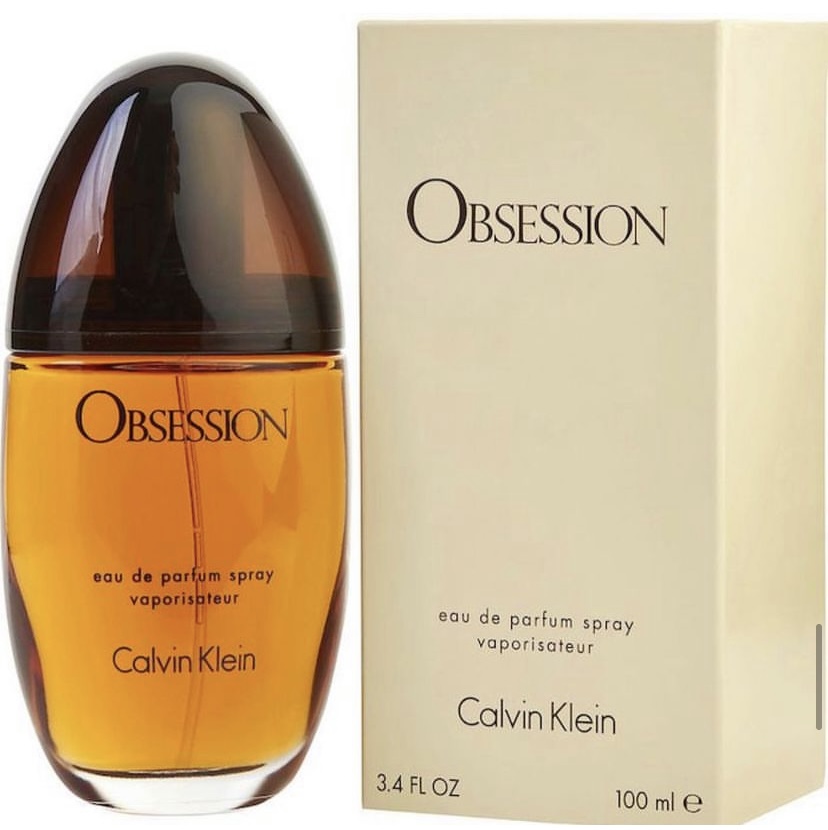 OBSESSION
eau de parfum spray
vaporisateur
Calvin Klein
OBSESSION
eau de parfum spray
vaporisateur
Calvin Klein
3.4 FL OZ
100 ml ℮